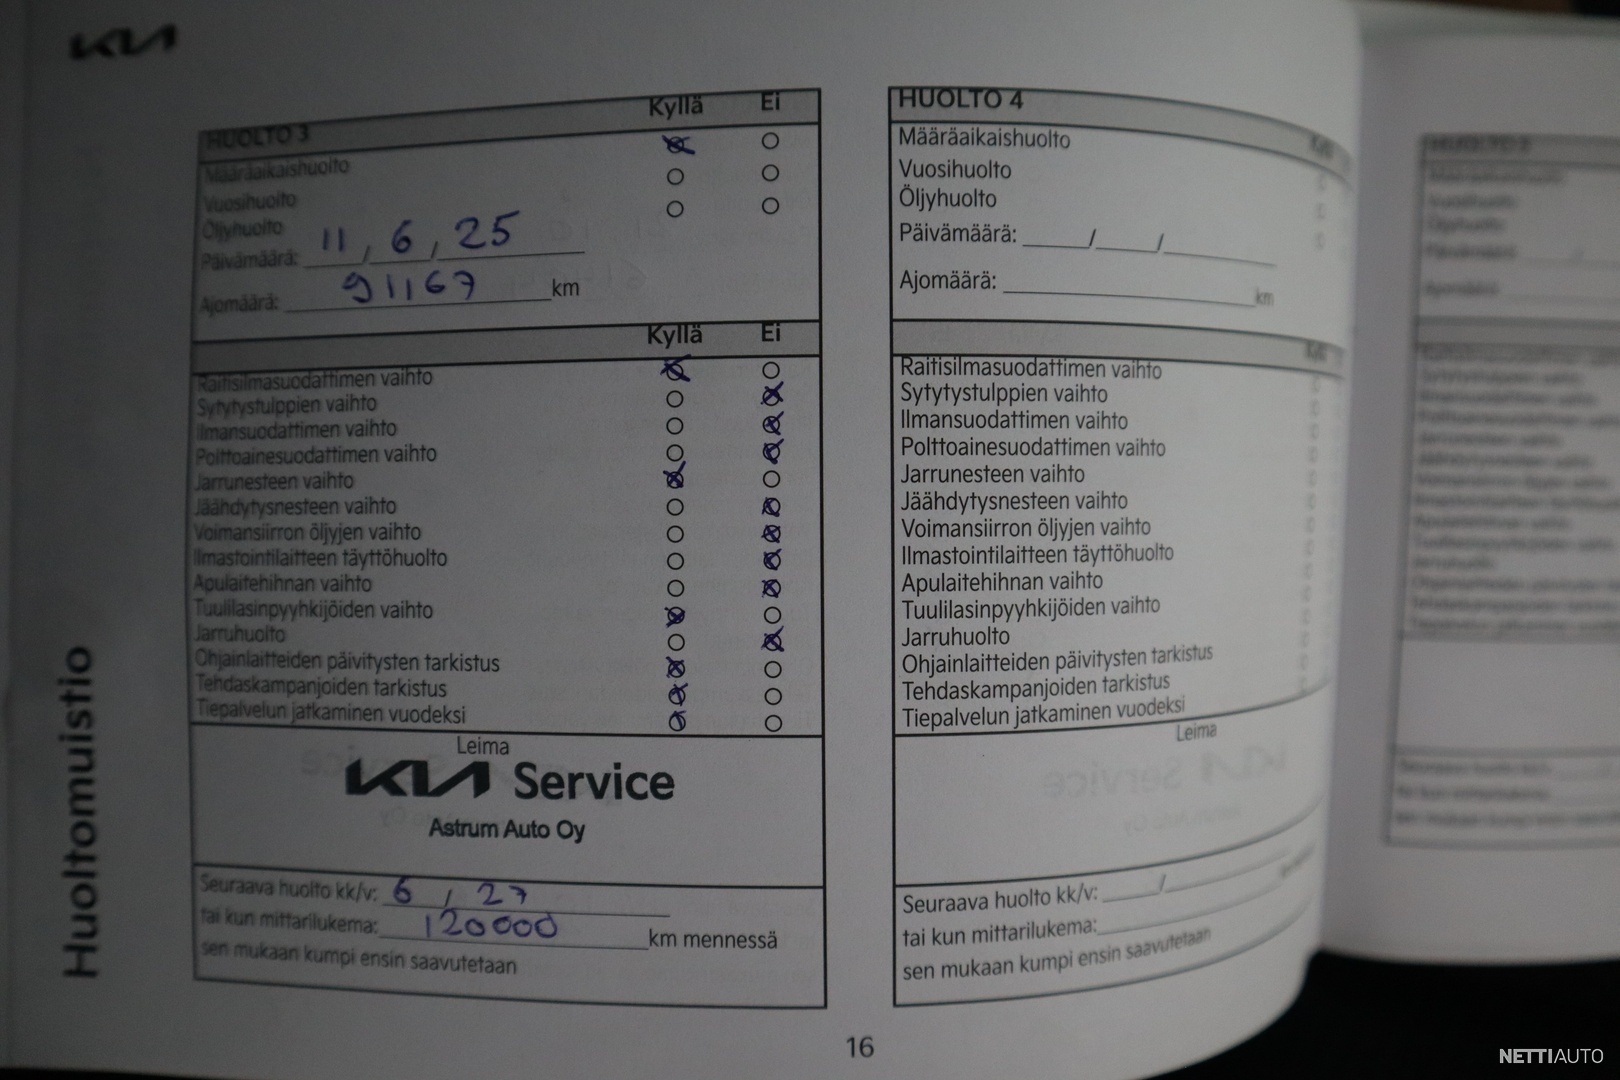 KIA
HUOLTO 3 Kyllä Ei
Määräaikaishuolto
Vuosihuolto
Öljyhuolto
Päivämäärä: 11 / 6 / 25
Ajomäärä: 91167 km
Kyllä Ei
Raitisilmasuodattimen vaihto
Sytytystulppien vaihto
Ilmansuodattimen vaihto
Polttoainesuodattimen vaihto
Jarrunesteen vaihto
Jäähdytysnesteen vaihto
Voimansiirron öljyjen vaihto
Ilmastointilaitteen täyttöhuolto
Apulaitehihnan vaihto
Tuulilasinpyyhkijöiden vaihto
Jarruhuolto
Ohjainlaitteiden päivitysten tarkistus
Tehdaskampanjoiden tarkistus
Tiepalvelun jatkaminen vuodeksi
Leima
KIA Service
Astrum Auto Oy
Seuraava huolto kk/v: 6 / 27
tai kun mittarilukema: 120000 km mennessä
sen mukaan kumpi ensin saavutetaan
HUOLTO 4
Määräaikaishuolto
Vuosihuolto
Öljyhuolto
Päivämäärä: / /
Ajomäärä: km
Raitisilmasuodattimen vaihto
Sytytystulppien vaihto
Ilmansuodattimen vaihto
Polttoainesuodattimen vaihto
Jarrunesteen vaihto
Jäähdytysnesteen vaihto
Voimansiirron öljyjen vaihto
Ilmastointilaitteen täyttöhuolto
Apulaitehihnan vaihto
Tuulilasinpyyhkijöiden vaihto
Jarruhuolto
Ohjainlaitteiden päivitysten tarkistus
Tehdaskampanjoiden tarkistus
Tiepalvelun jatkaminen vuodeksi
Leima
Seuraava huolto kk/v: /
tai kun mittarilukema:
sen mukaan kumpi ensin saavutetaan
Huoltomuistio
16
NETTIAUTO